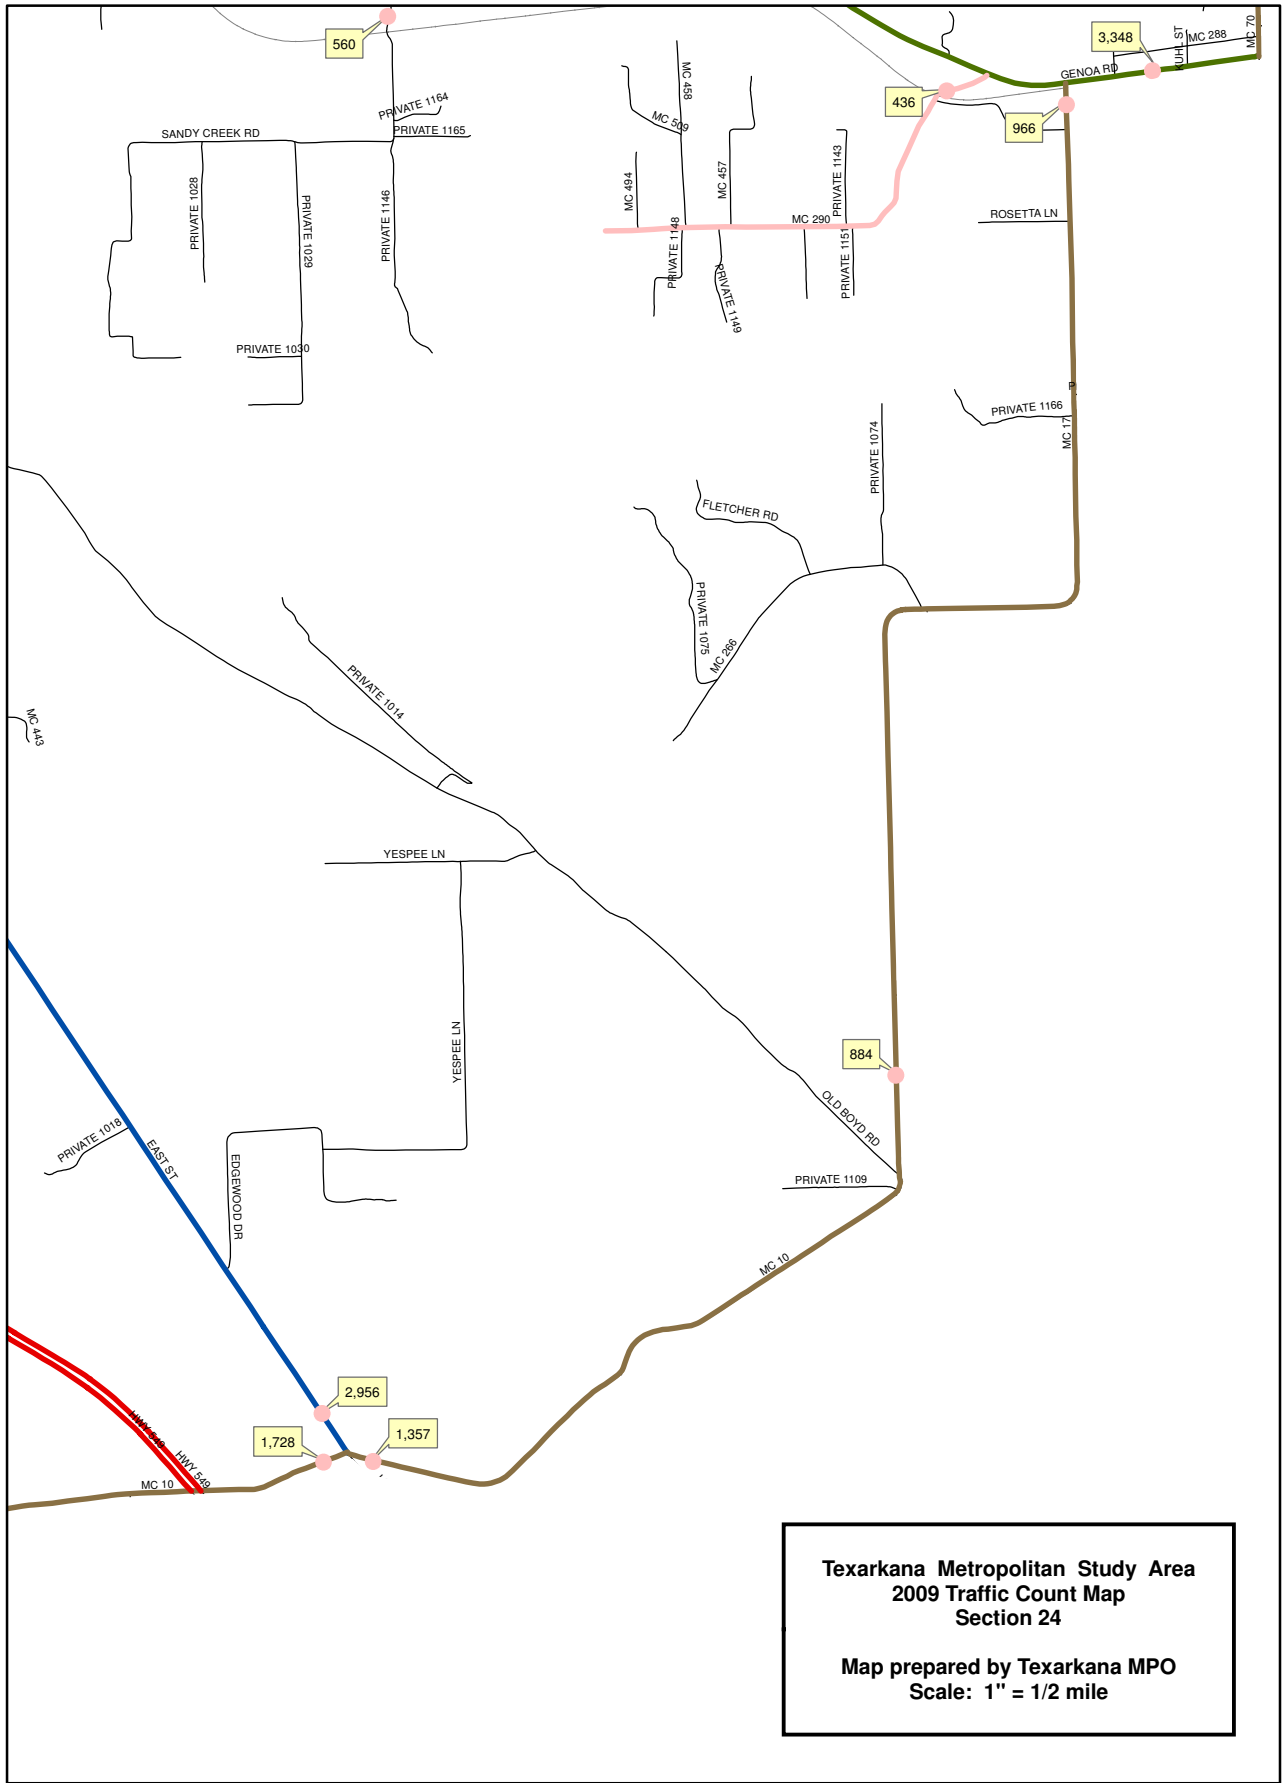 560
3,348
KUHL ST
MC 288
MC 70
GENOA RD
436
966
MC 458
PRIVATE 1164
PRIVATE 1165
SANDY CREEK RD
MC 509
MC 494
MC 457
PRIVATE 1143
PRIVATE 1028
PRIVATE 1029
PRIVATE 1146
MC 290
ROSETTA LN
PRIVATE 1148
PRIVATE 1149
PRIVATE 1151
PRIVATE 1030
P
PRIVATE 1166
MC 17
PRIVATE 1074
FLETCHER RD
PRIVATE 1075
MC 266
PRIVATE 1014
MC 443
YESPEE LN
YESPEE LN
884
OLD BOYD RD
PRIVATE 1018
EAST ST
EDGEWOOD DR
PRIVATE 1109
MC 10
2,956
1,728
1,357
HWY 549
HWY 549
MC 10
Texarkana Metropolitan Study Area
2009 Traffic Count Map
Section 24
Map prepared by Texarkana MPO
Scale: 1" = 1/2 mile